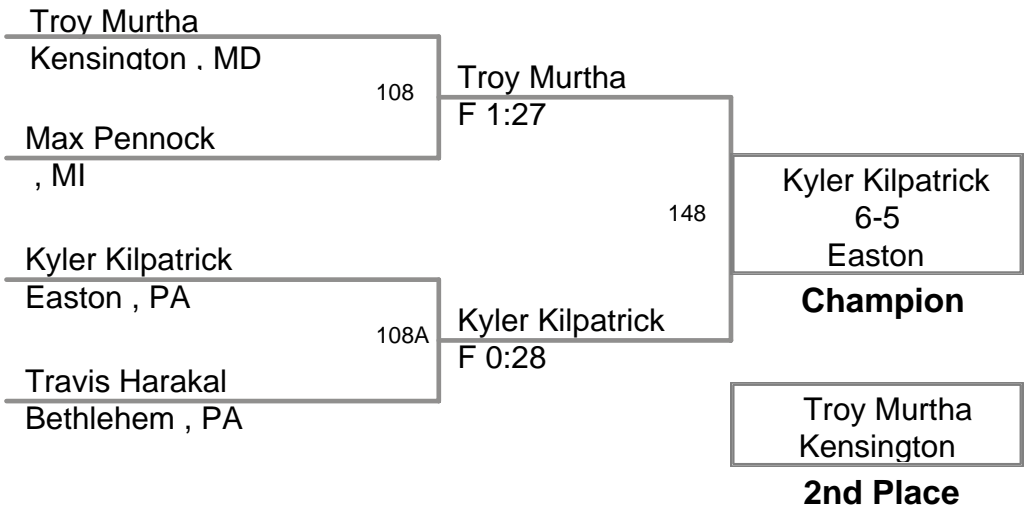 Troy Murtha
Kensington , MD
108
Troy Murtha
F 1:27
Max Pennock
, MI
148
Kyler Kilpatrick
6-5
Easton
Champion
Kyler Kilpatrick
Easton , PA
108A
Kyler Kilpatrick
F 0:28
Travis Harakal
Bethlehem , PA
Troy Murtha
Kensington
2nd Place